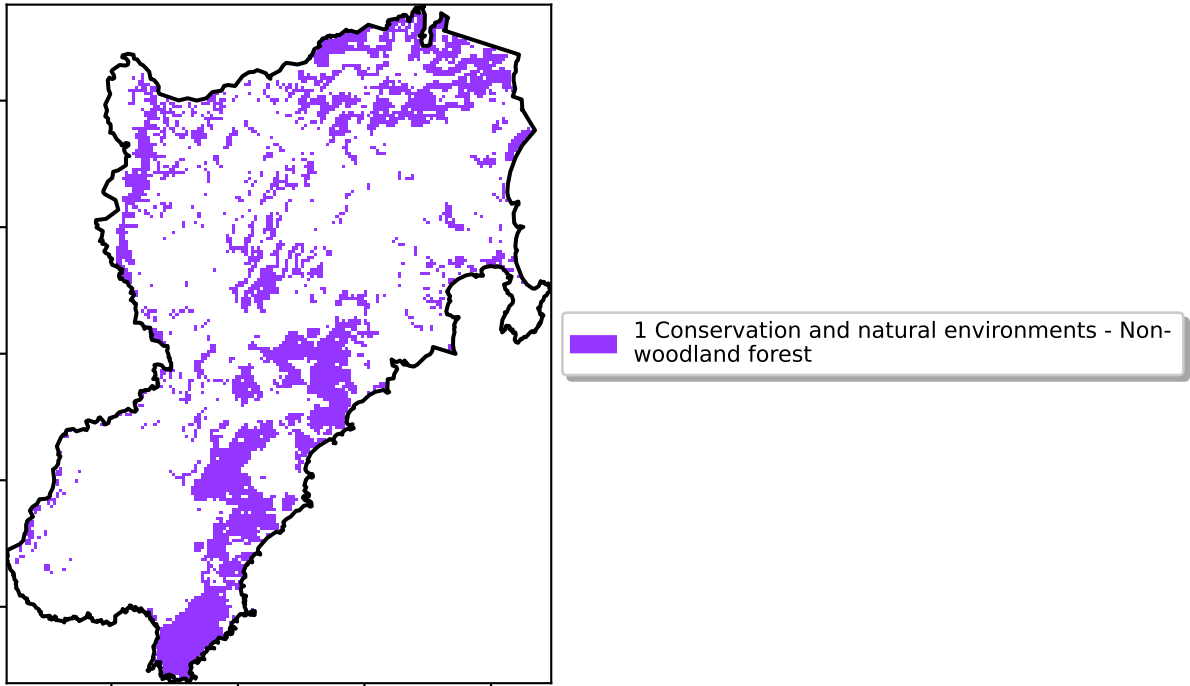 1 Conservation and natural environments - Non-
woodland forest